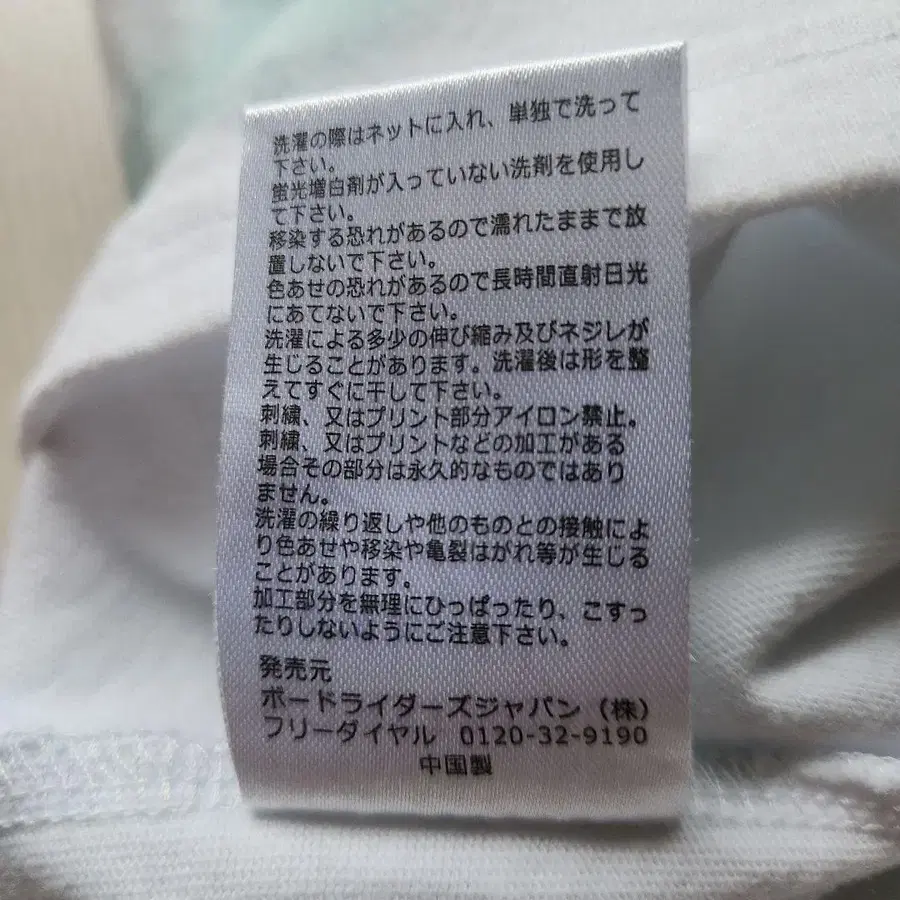 洗濯の際はネットに入れ、単独で洗って
下さい。
蛍光増白剤が入っていない洗剤を使用し
て下さい。
移染する恐れがあるので濡れたままで放
置しないで下さい。
色あせの恐れがあるので長時間直射日光
にあてないで下さい。
洗濯による多少の伸び縮み及びネジレが
生じることがあります。洗濯後は形を整
えてすぐに干して下さい。
刺繍、又はプリント部分アイロン禁止。
刺繍、又はプリントなどの加工がある
場合その部分は永久的なものではあり
ません。
洗濯の繰り返しや他のものとの接触によ
り色あせや移染や亀裂はがれ等が生じる
ことがあります。
加工部分を無理にひっぱったり、こすっ
たりしないようにご注意下さい。
発売元
ボードライダーズジャパン（株）
フリーダイヤル 0120-32-9190
中国製